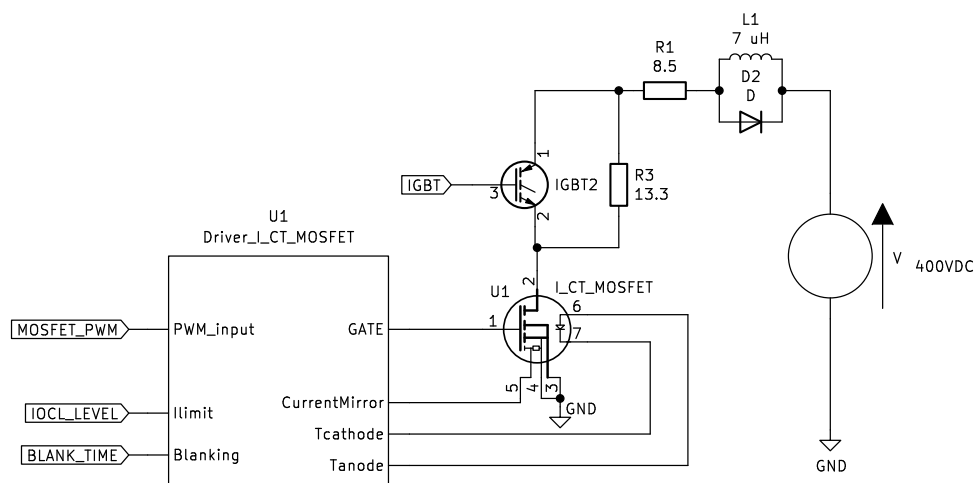 L1
7 uH
R1
8.5
D2
D
1
IGBT
3
IGBT2
R3
13.3
2
U1
Driver_I_CT_MOSFET
V
400VDC
2
U1
I_CT_MOSFET
6
MOSFET_PWM
PWM_input
GATE
1
7
5
4
3
IOCL_LEVEL
Ilimit
CurrentMirror
GND
Tcathode
BLANK_TIME
Blanking
Tanode
GND